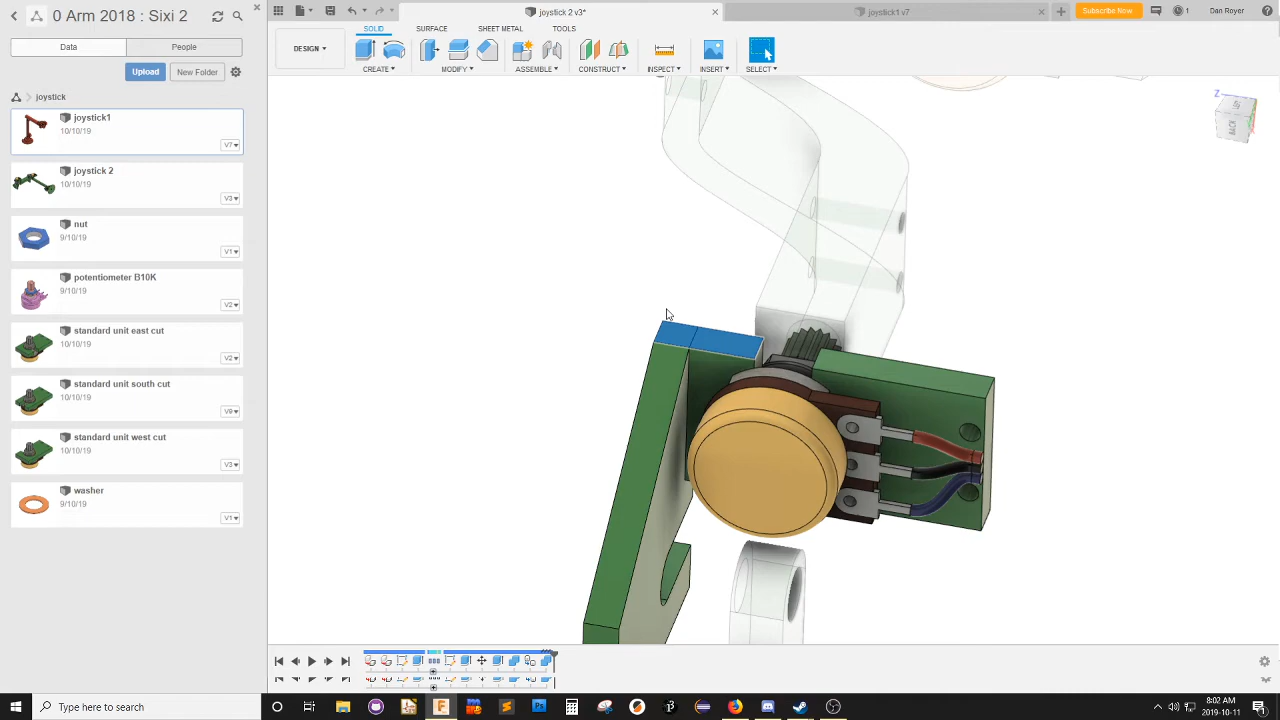 0 Arm 2018 : Sixi 2
joystick 2 v3*
joystick1 v7
Subscribe Now
1
Dan Royer
Data
People
Upload
New Folder
joystick
joystick1
10/10/19
V7
joystick 2
10/10/19
V3
nut
9/10/19
V1
potentiometer B10K
9/10/19
V2
standard unit east cut
10/10/19
V2
standard unit south cut
10/10/19
V9
standard unit west cut
10/10/19
V3
washer
9/10/19
V1
DESIGN
SOLID
SURFACE
SHEET METAL
TOOLS
CREATE
MODIFY
ASSEMBLE
CONSTRUCT
INSPECT
INSERT
SELECT
Z
BACK
Type here to search
8:02 AM
2019-10-11